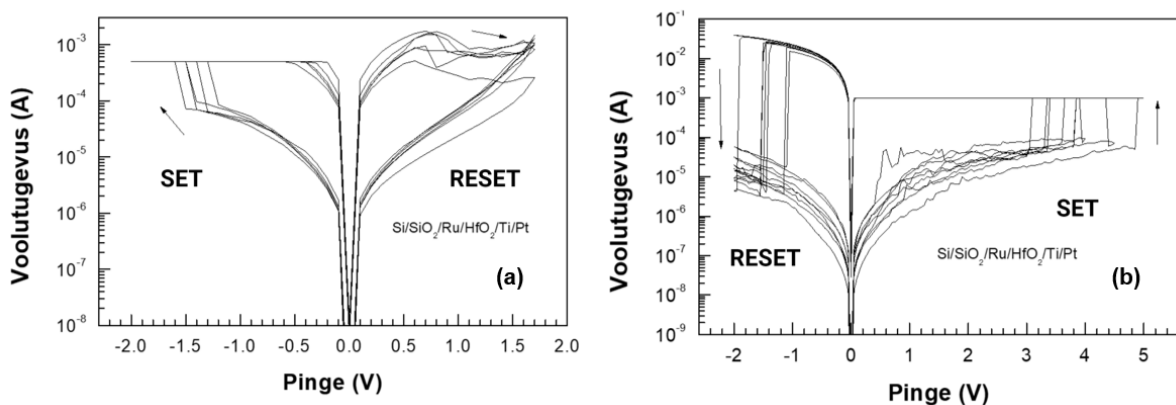 Voolutugevus (A)
10⁻³
10⁻⁴
10⁻⁵
10⁻⁶
10⁻⁷
10⁻⁸
SET
RESET
Si/SiO₂/Ru/HfO₂/Ti/Pt
(a)
-2.0 -1.5 -1.0 -0.5 0.0 0.6 1.2 1.6 2.0
Pinge (V)
Voolutugevus (A)
10⁻¹
10⁻²
10⁻³
10⁻⁴
10⁻⁵
10⁻⁶
10⁻⁷
10⁻⁸
10⁻⁹
SET
RESET
Si/SiO₂/Ru/HfO₂/Ti/Pt
(b)
-2 -1 0 1 2 3 4 5
Pinge (V)